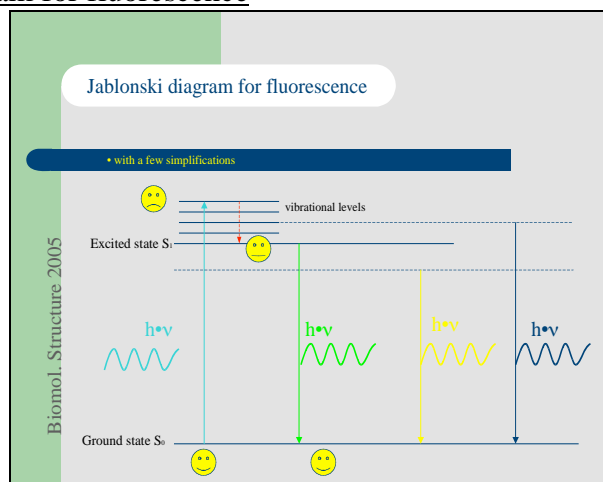 Jablonski diagram for fluorescence
• with a few simplifications
vibrational levels
Excited state S₁
h•ν
h•ν
h•ν
h•ν
Ground state S₀
Biomol. Structure 2005